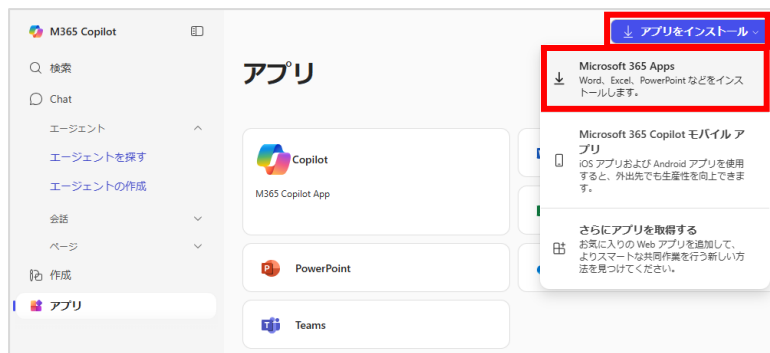 M365 Copilot
検索
Chat
エージェント
エージェントを探す
エージェントの作成
会話
ページ
作成
アプリ
アプリ
アプリをインストール
Microsoft 365 Apps
Word、Excel、PowerPoint などをインス
トールします。
Microsoft 365 Copilot モバイル ア
プリ
iOS アプリおよび Android アプリを使用
すると、外出先でも生産性を向上できま
す。
さらにアプリを取得する
お気に入りの Web アプリを追加して、
よりスマートな共同作業を行う新しい方
法を見つけてください。
Copilot
M365 Copilot App
PowerPoint
Teams